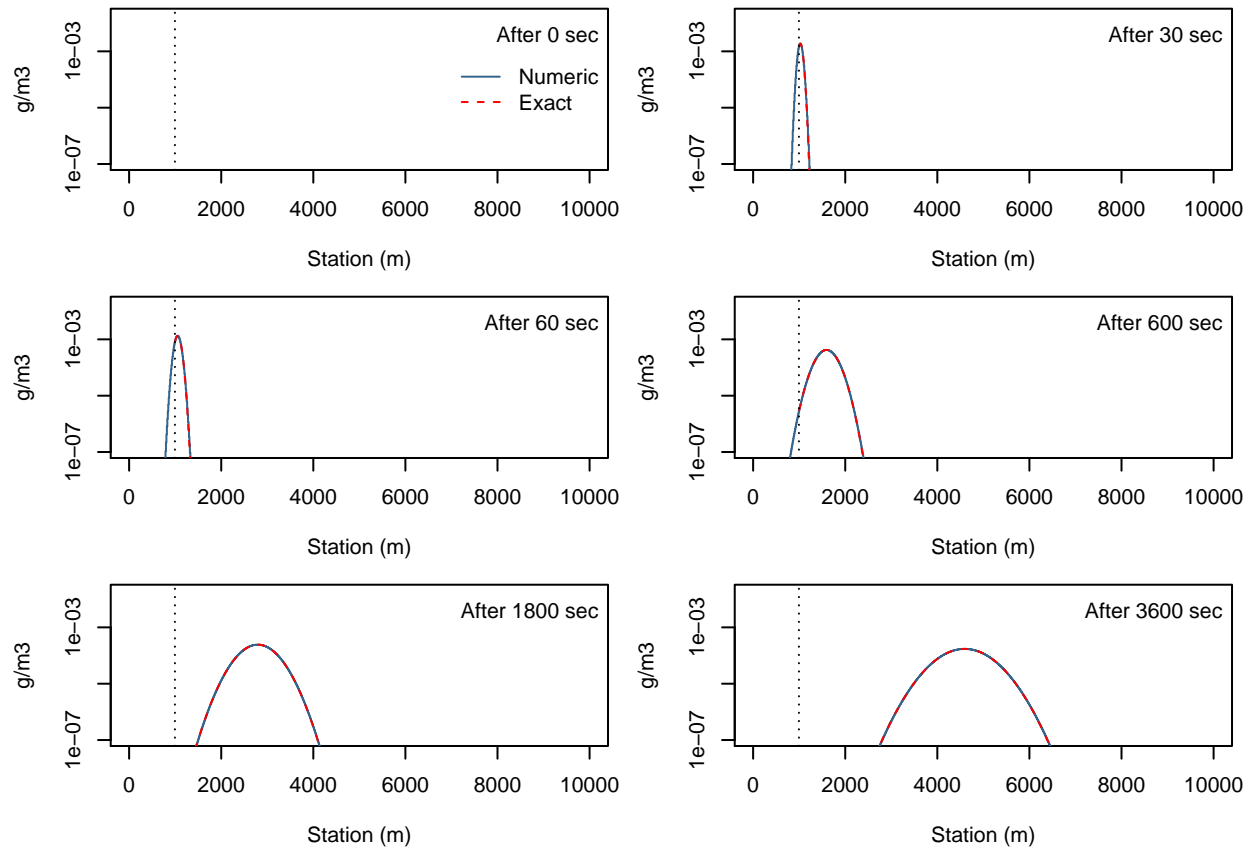 After 0 sec
Numeric
Exact
g/m3
1e-03
1e-07
0 2000 4000 6000 8000 10000
Station (m)
After 30 sec
g/m3
1e-03
1e-07
0 2000 4000 6000 8000 10000
Station (m)
After 60 sec
g/m3
1e-03
1e-07
0 2000 4000 6000 8000 10000
Station (m)
After 600 sec
g/m3
1e-03
1e-07
0 2000 4000 6000 8000 10000
Station (m)
After 1800 sec
g/m3
1e-03
1e-07
0 2000 4000 6000 8000 10000
Station (m)
After 3600 sec
g/m3
1e-03
1e-07
0 2000 4000 6000 8000 10000
Station (m)